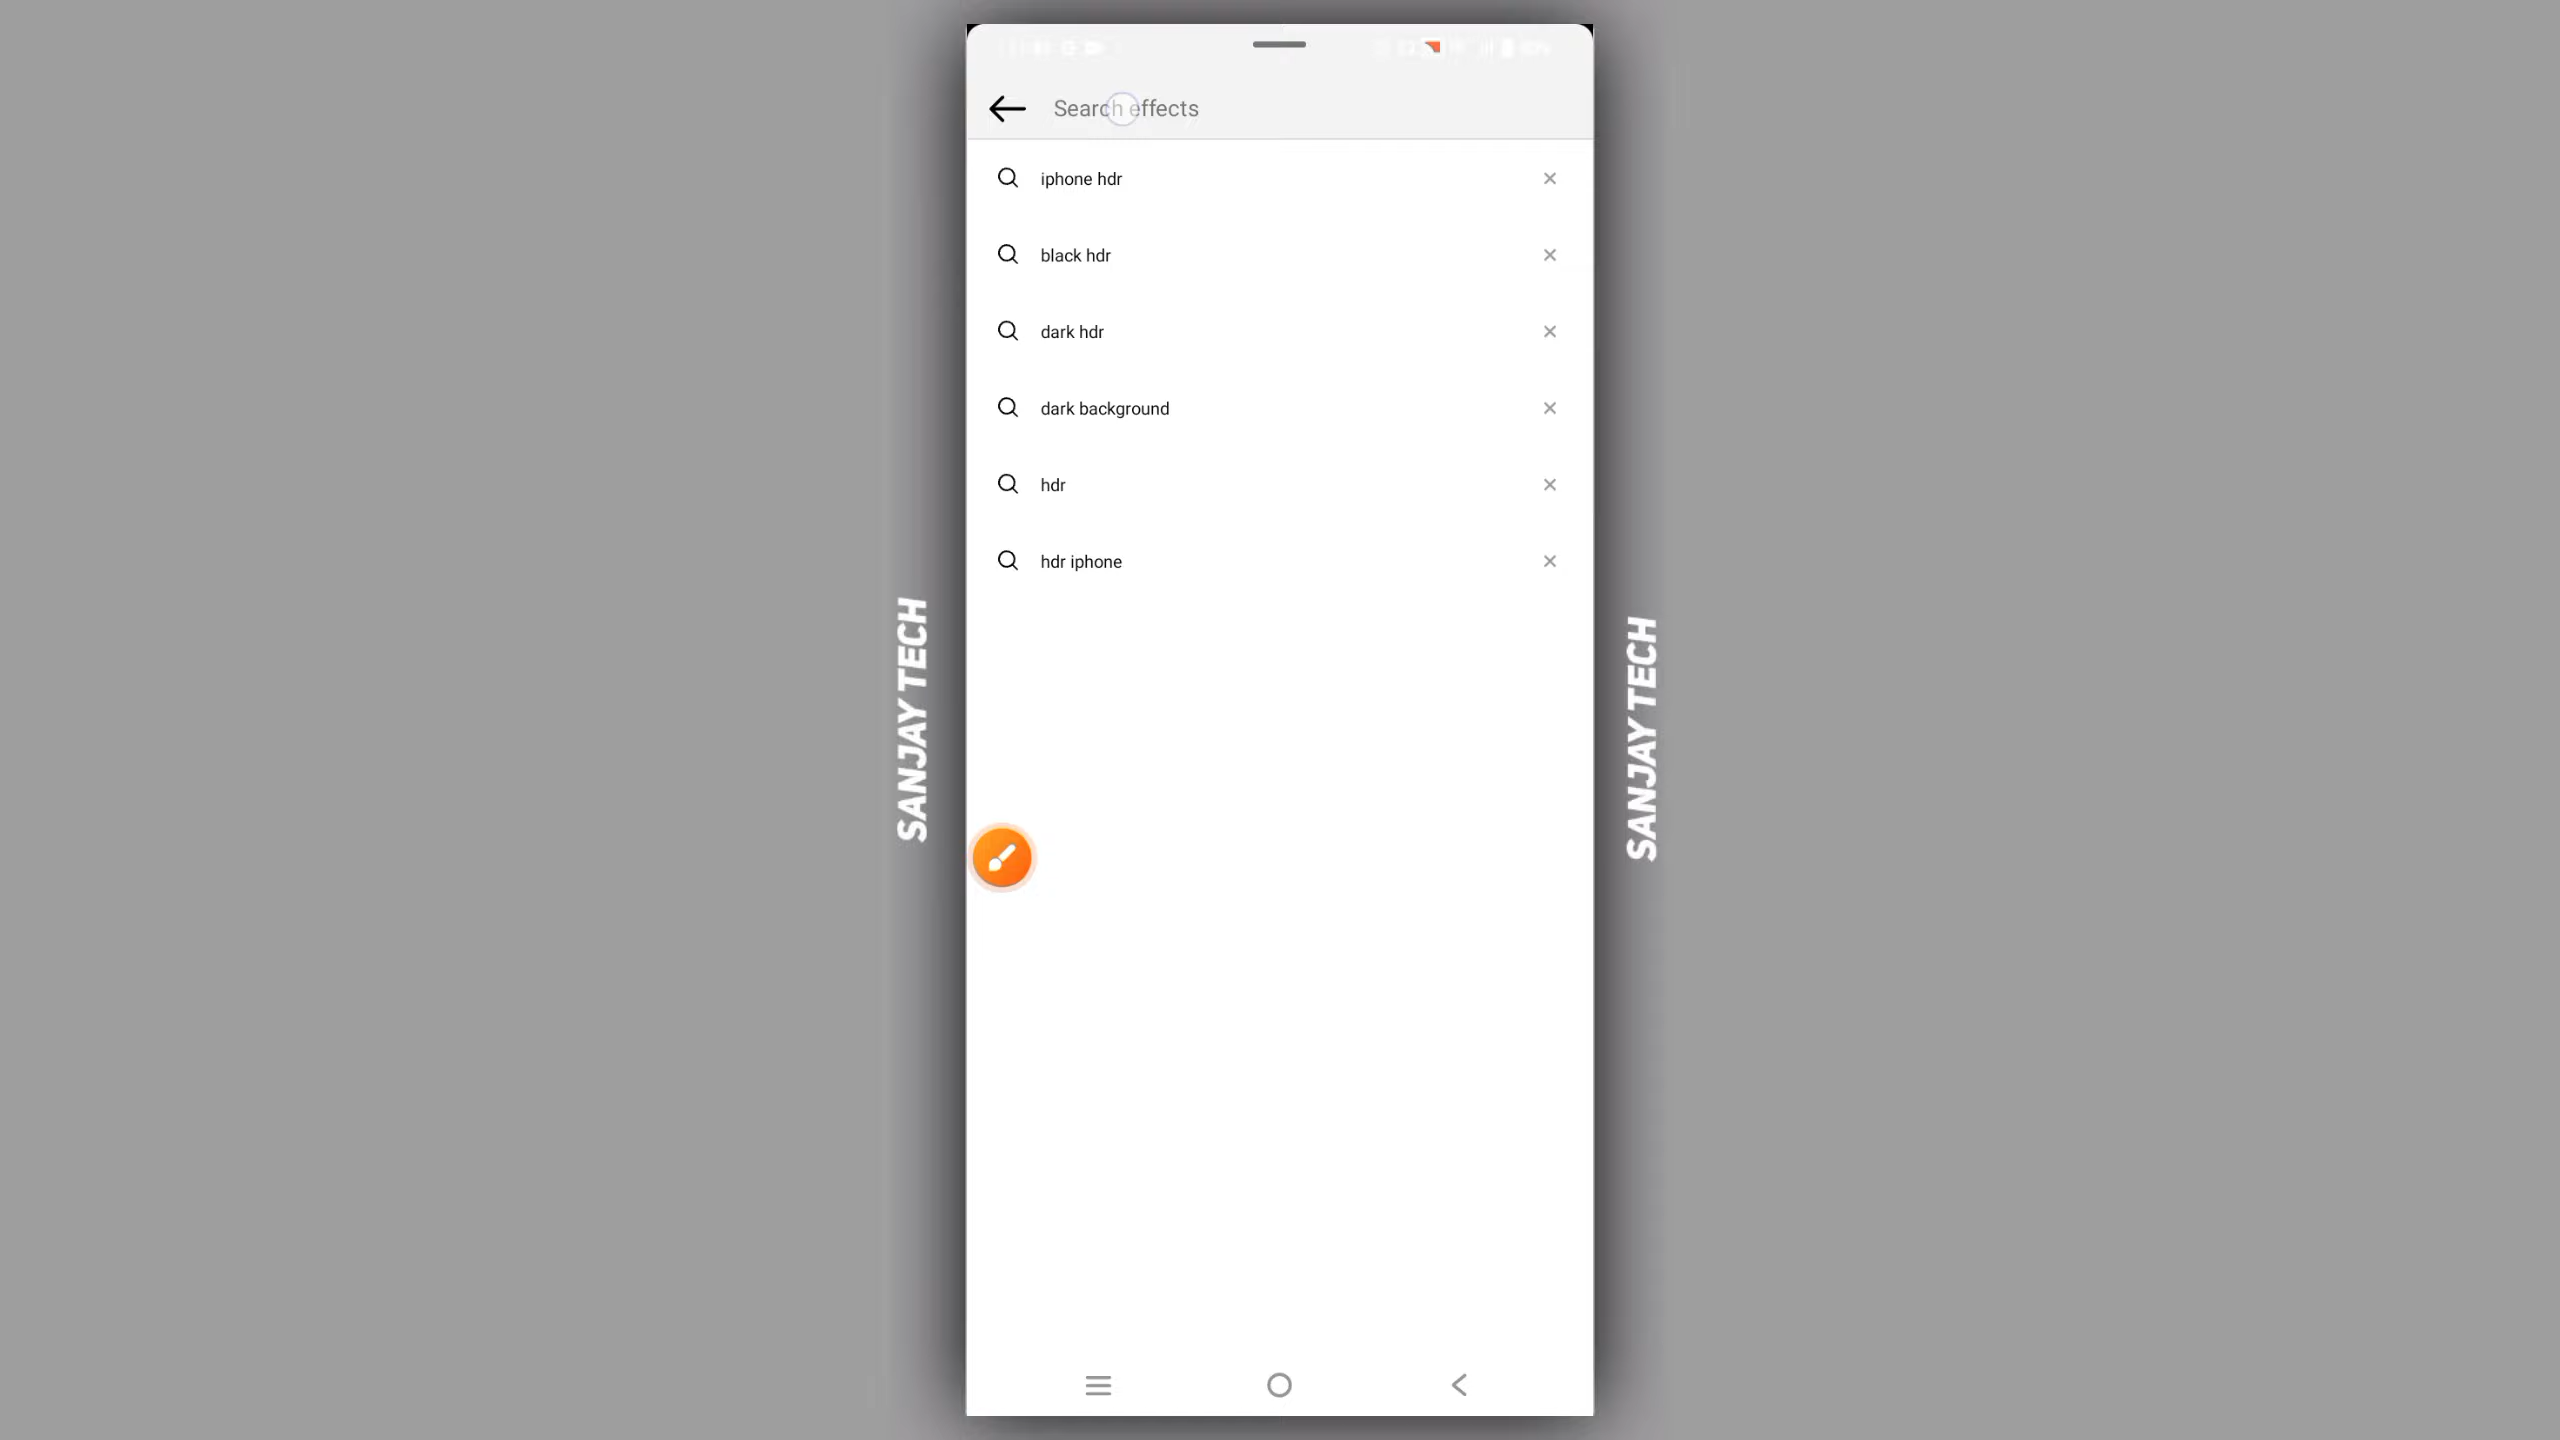 Search effects
iphone hdr
black hdr
dark hdr
dark background
hdr
hdr iphone
SANJAY TECH
SANJAY TECH